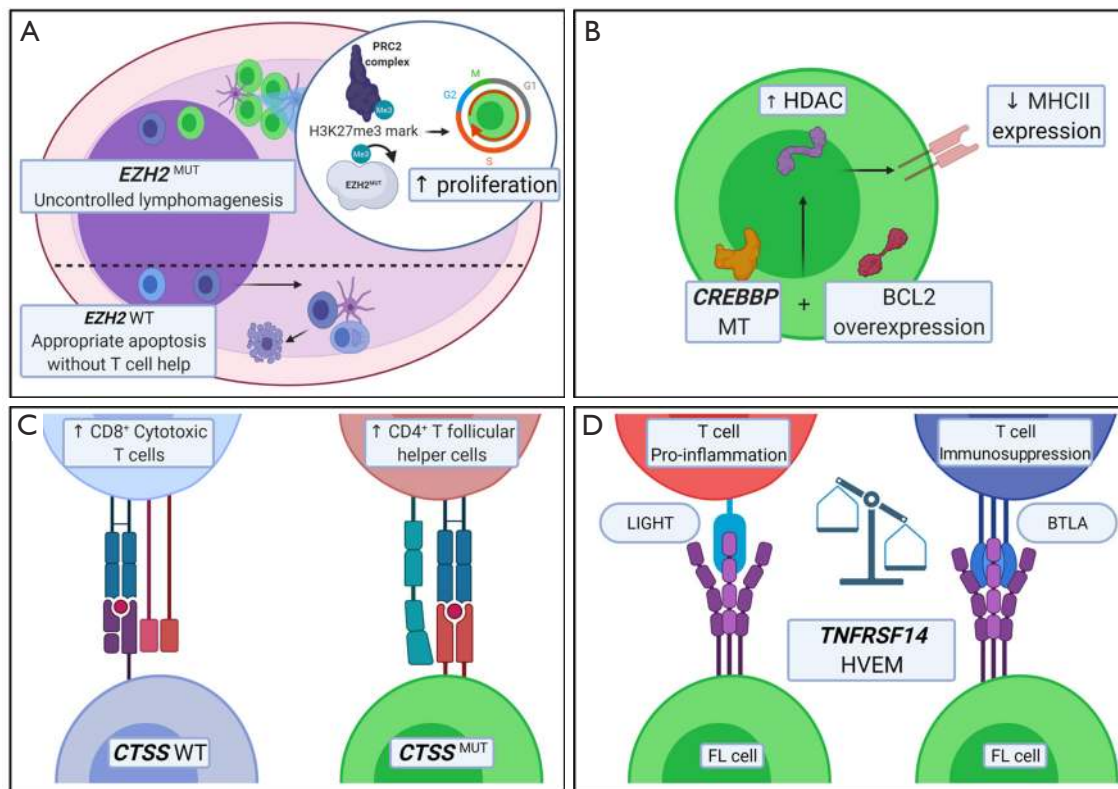 A
PRC2
complex
Me3
H3K27me3 mark
Me3
EZH2MUT
M
G1
G2
S
↑ proliferation
EZH2 MUT
Uncontrolled lymphomagenesis
EZH2 WT
Appropriate apoptosis
without T cell help
B
↑ HDAC
↓ MHCII
expression
CREBBP
MT
+
BCL2
overexpression
C
↑ CD8+ Cytotoxic
T cells
↑ CD4+ T follicular
helper cells
CTSS WT
CTSS MUT
D
T cell
Pro-inflammation
T cell
Immunosuppression
LIGHT
BTLA
TNFRSF14
HVEM
FL cell
FL cell